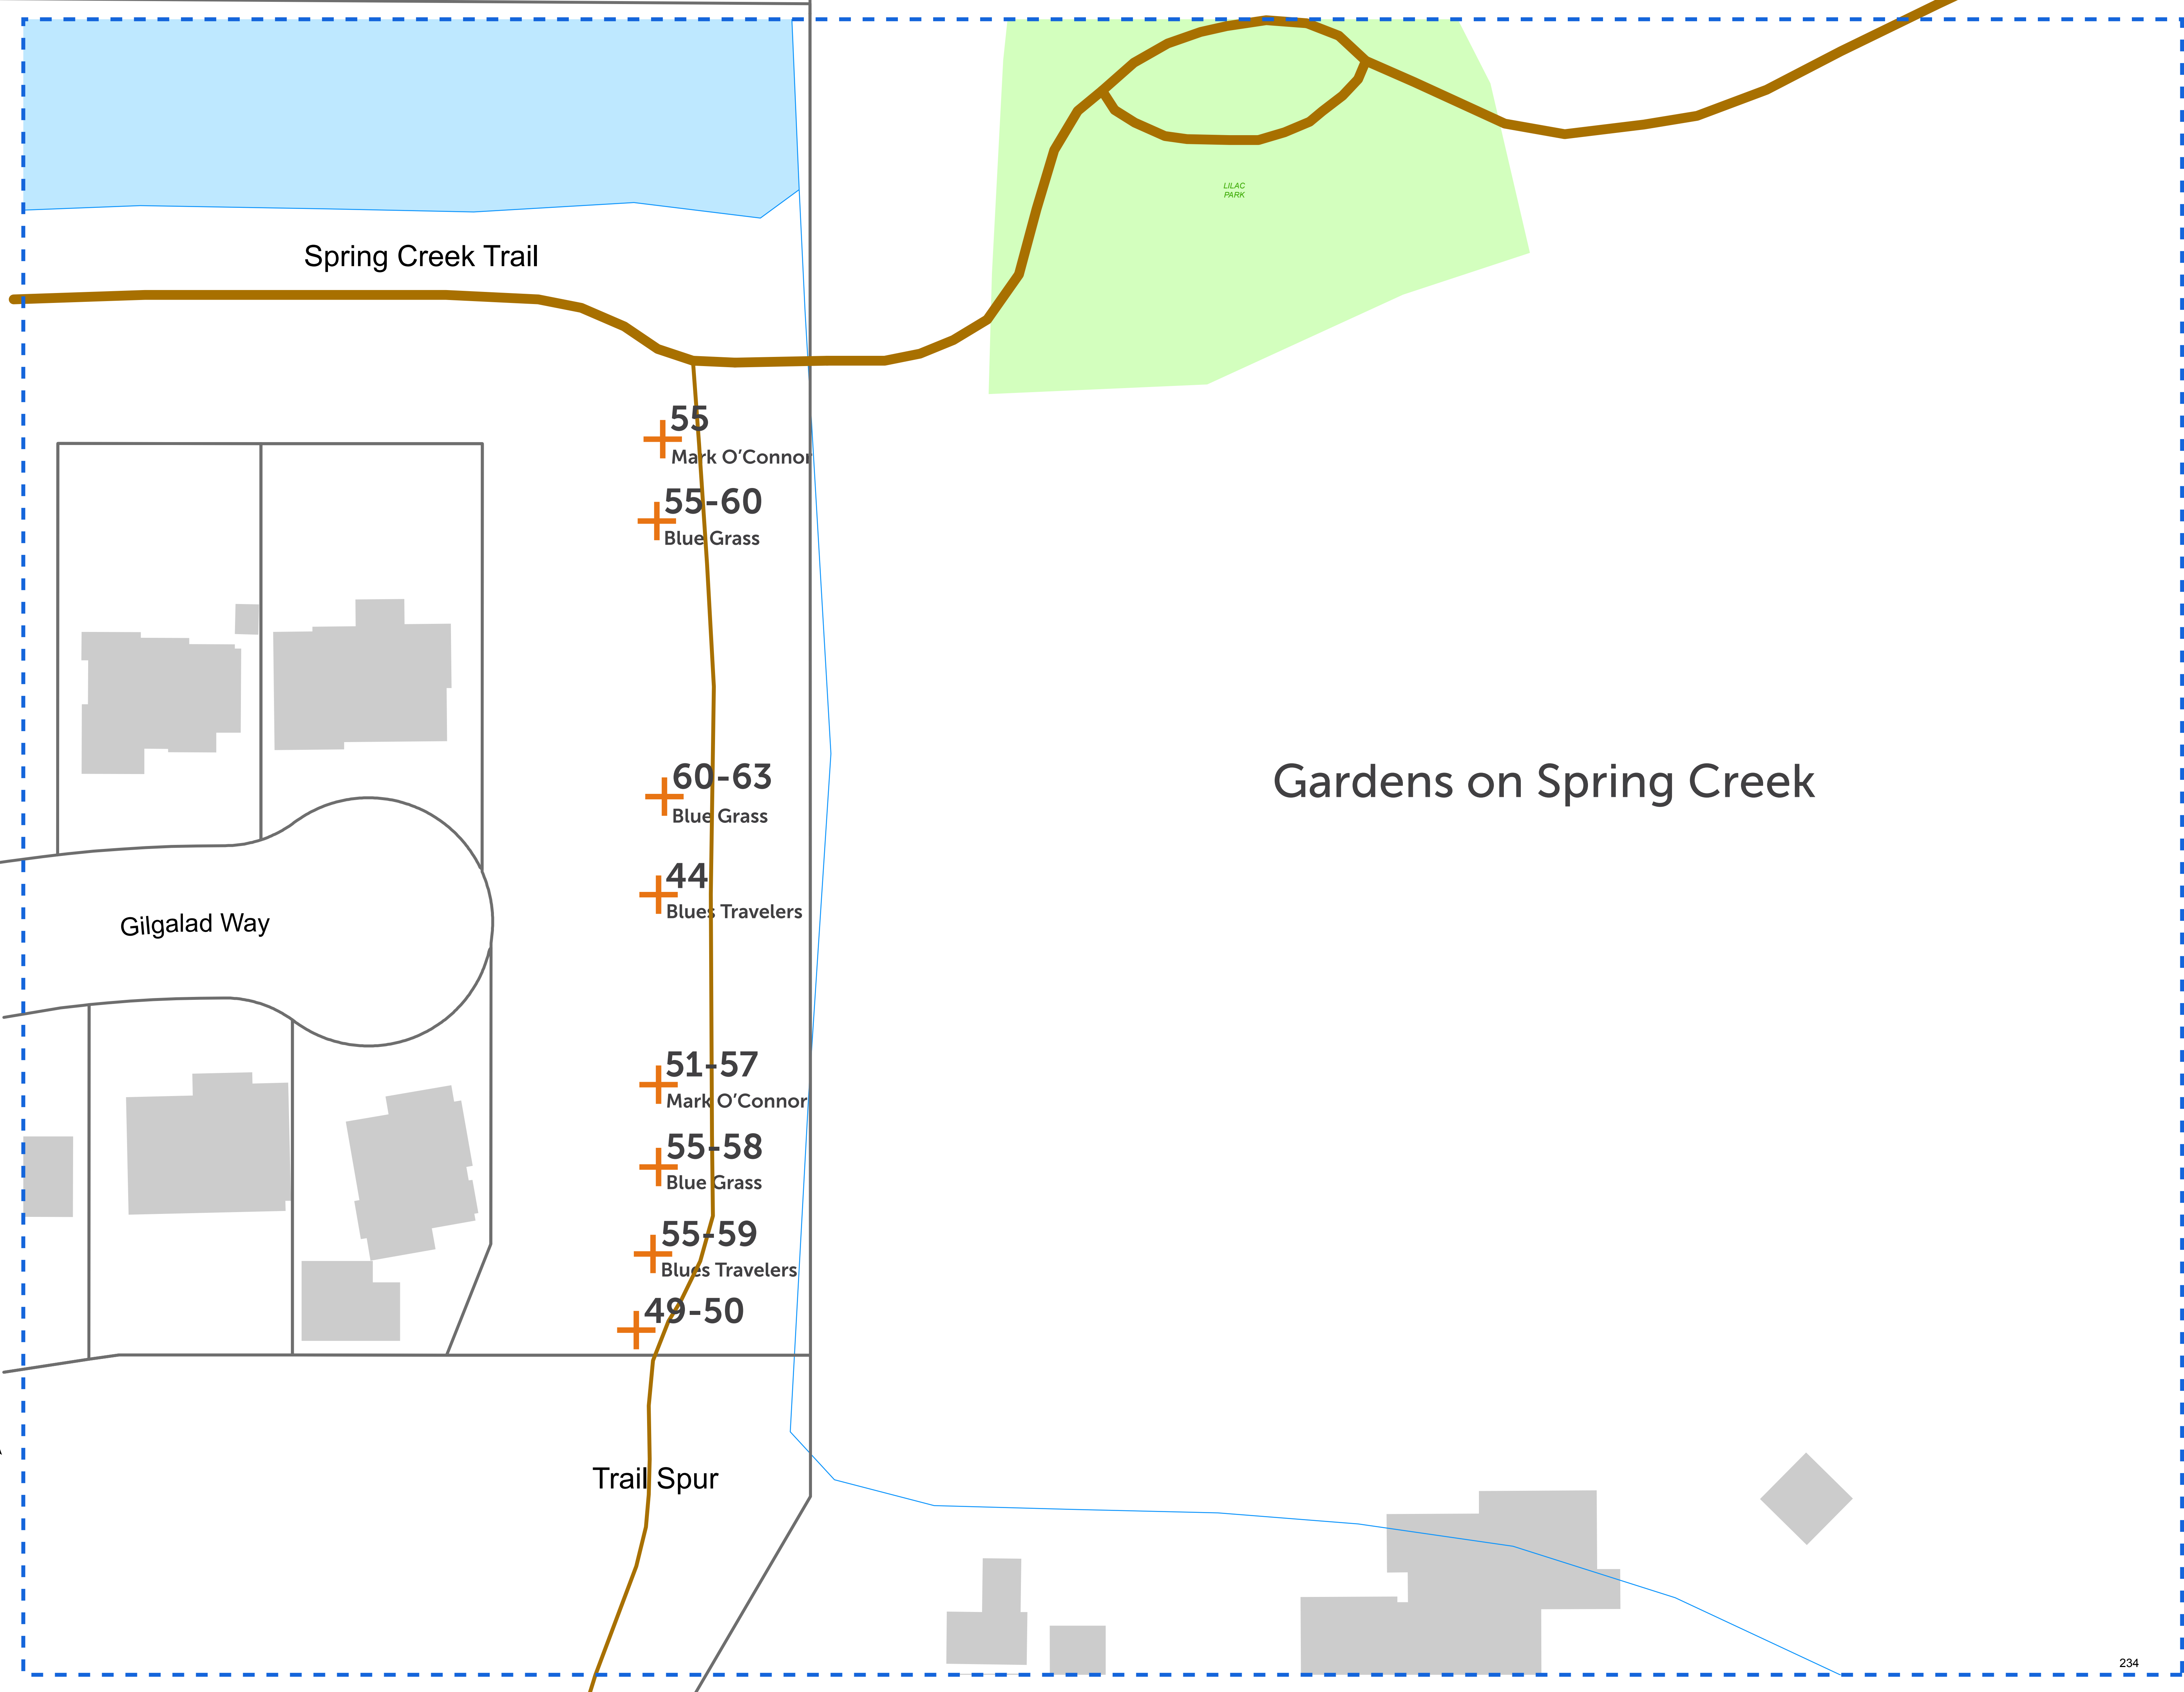 LILAC
PARK
Spring Creek Trail
55
Mark O’Connor
55-60
Blue Grass
60-63
Blue Grass
Gardens on Spring Creek
44
Blues Travelers
Gilgalad Way
51-57
Mark O’Connor
55-58
Blue Grass
55-59
Blues Travelers
49-50
Trail Spur
234